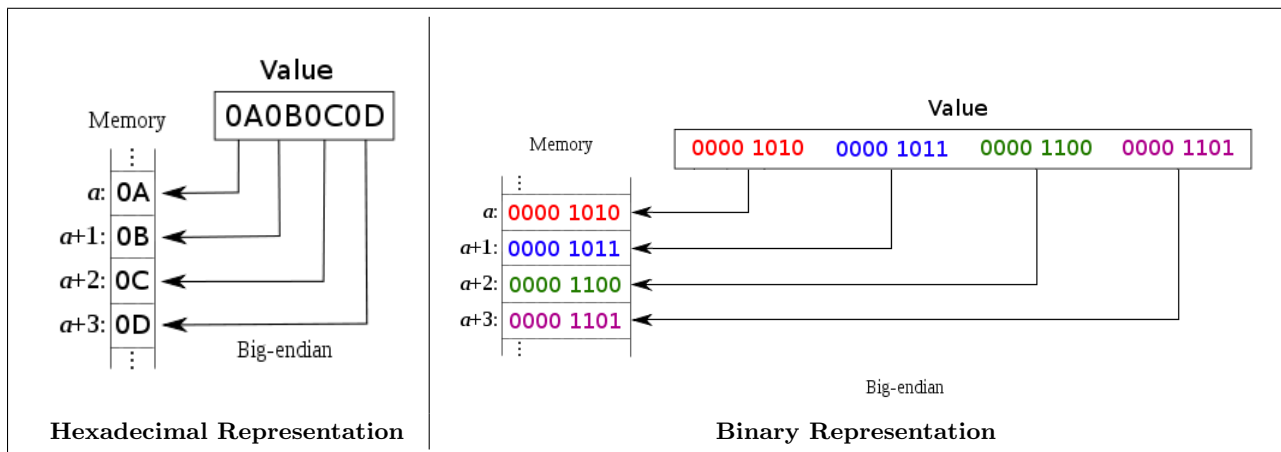 Value
0A0B0C0D
Memory
⋮
a: 0A
a+1: 0B
a+2: 0C
a+3: 0D
⋮
Big-endian
Hexadecimal Representation
Value
0000 1010 0000 1011 0000 1100 0000 1101
Memory
⋮
a: 0000 1010
a+1: 0000 1011
a+2: 0000 1100
a+3: 0000 1101
⋮
Big-endian
Binary Representation